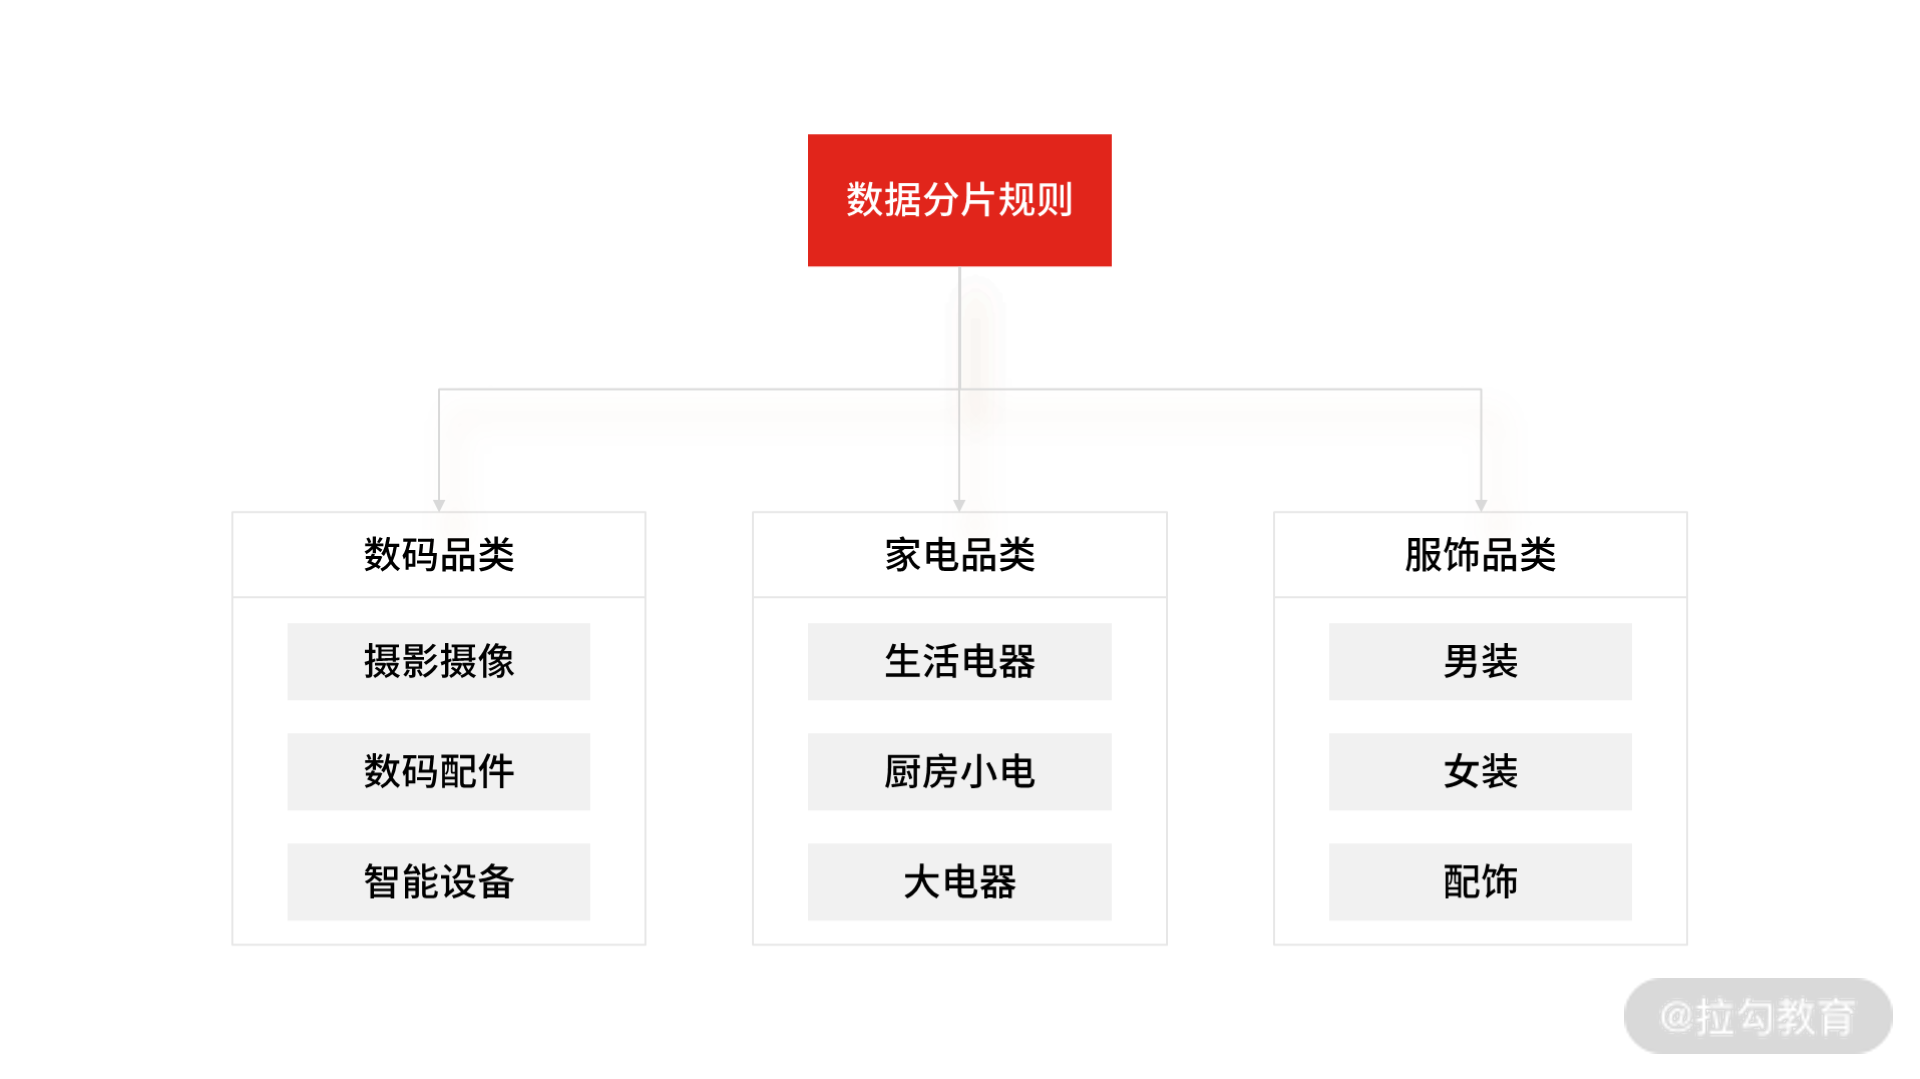 数据分片规则
数码品类
摄影摄像
数码配件
智能设备
家电品类
生活电器
厨房小电
大电器
服饰品类
男装
女装
配饰
@拉勾教育